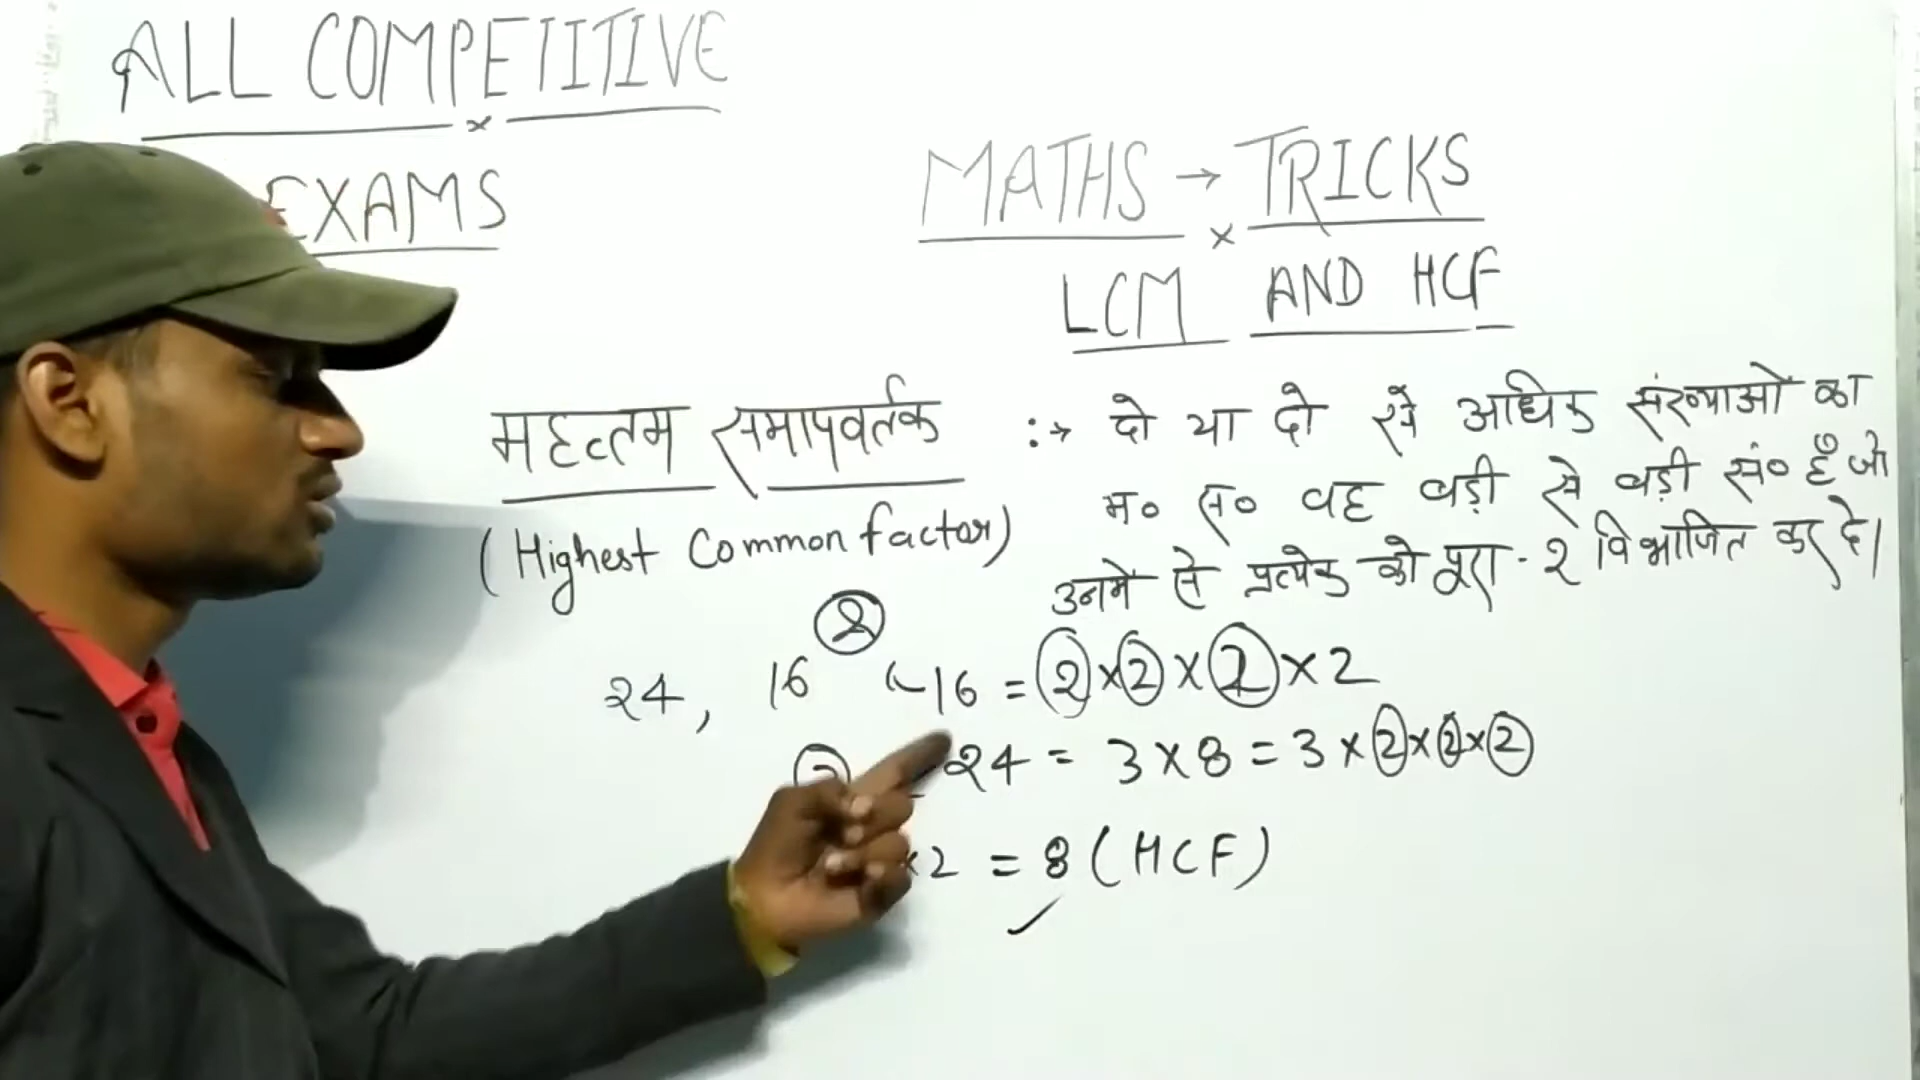 ALL COMPETITIVE
EXAMS
MATHS → TRICKS
LCM AND HCF
महत्तम समापवर्तक :→ दो या दो से अधिक संख्याओं का
(Highest Common factor) म० स० वह बड़ी से बड़ी सं० है जो
उनमें से प्रत्येक को पूरा-२ विभाजित कर दे।
2
24, 16 16 = 2×2×2×2
24 = 3×8 = 3×2×2×2
×2 = 8 (HCF)